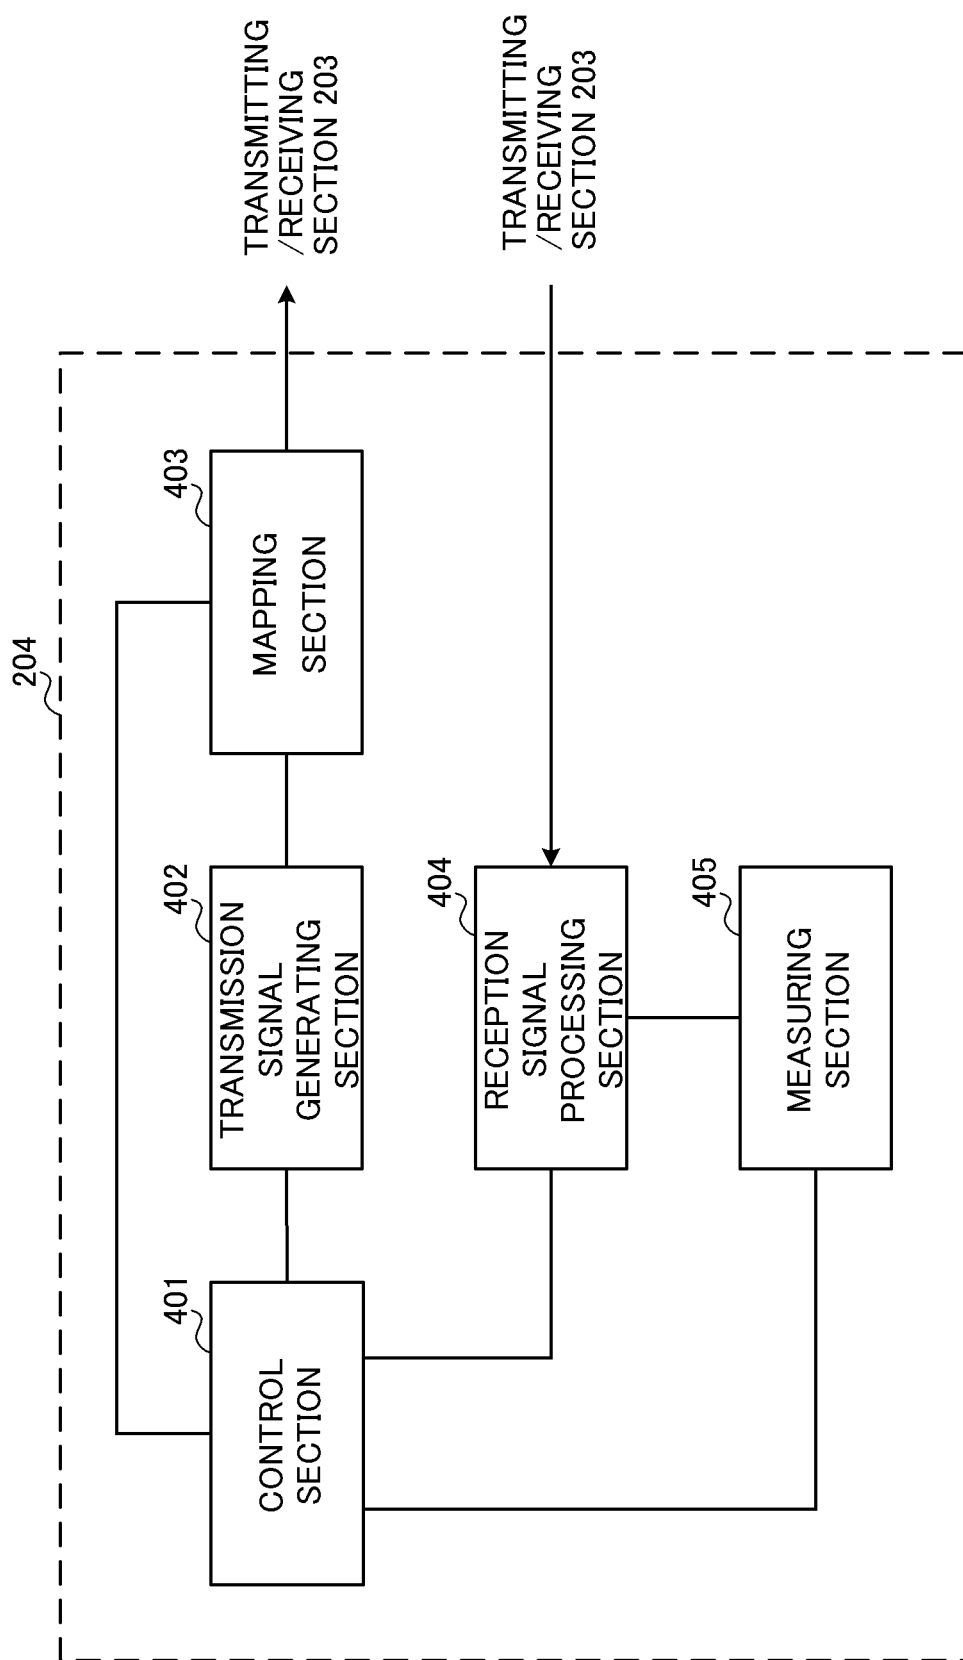 204
401
CONTROL
SECTION
402
TRANSMISSION
SIGNAL
GENERATING
SECTION
403
MAPPING
SECTION
TRANSMITTING
/RECEIVING
SECTION 203
404
RECEPTION
SIGNAL
PROCESSING
SECTION
TRANSMITTING
/RECEIVING
SECTION 203
405
MEASURING
SECTION